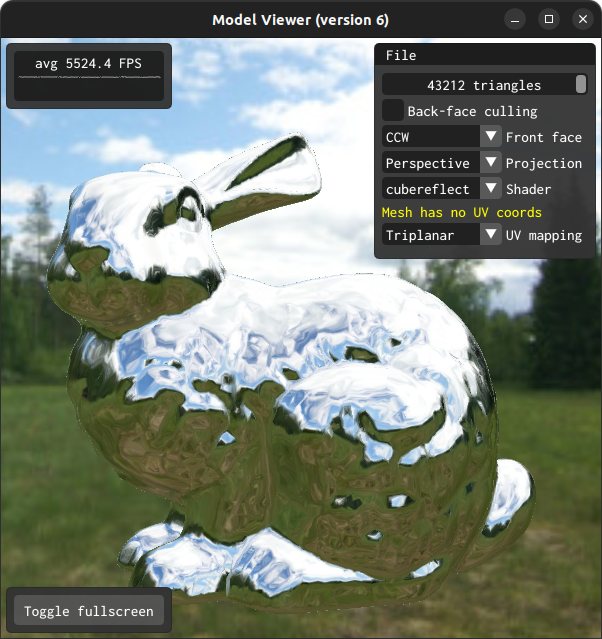 Model Viewer (version 6)
avg 5524.4 FPS
File
43212 triangles
Back-face culling
CCW Front face
Perspective Projection
cubereflect Shader
Mesh has no UV coords
Triplanar UV mapping
Toggle fullscreen